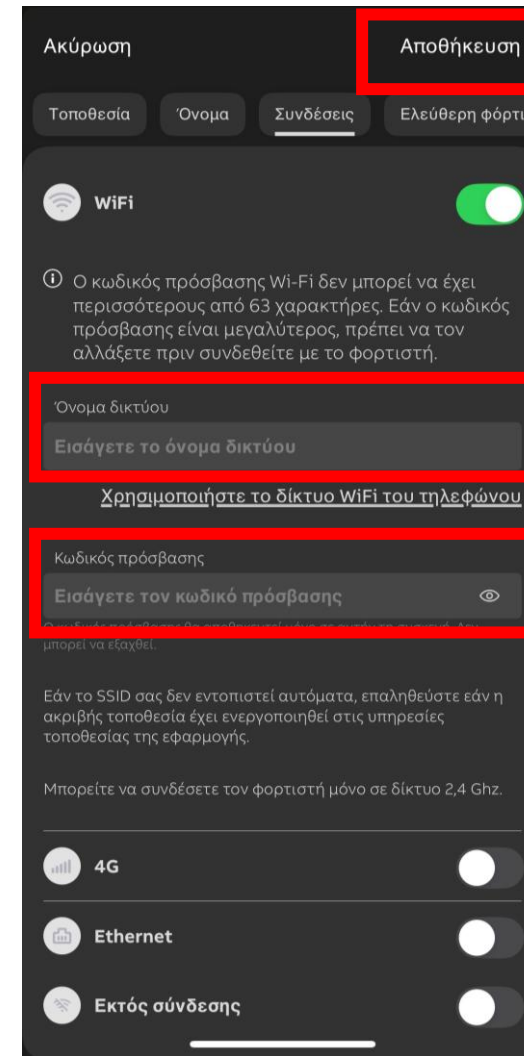 Ακύρωση Αποθήκευση
Τοποθεσία Όνομα Συνδέσεις Ελεύθερη φόρτι
WiFi
Ο κωδικός πρόσβασης Wi-Fi δεν μπορεί να έχει
περισσότερους από 63 χαρακτήρες. Εάν ο κωδικός
πρόσβασης είναι μεγαλύτερος, πρέπει να τον
αλλάξετε πριν συνδεθείτε με το φορτιστή.
Όνομα δικτύου
Εισάγετε το όνομα δικτύου
Χρησιμοποιήστε το δίκτυο WiFi του τηλεφώνου
Κωδικός πρόσβασης
Εισάγετε τον κωδικό πρόσβασης
μπορεί να εξαχθεί.
Εάν το SSID σας δεν εντοπιστεί αυτόματα, επαληθεύστε εάν η
ακριβής τοποθεσία έχει ενεργοποιηθεί στις υπηρεσίες
τοποθεσίας της εφαρμογής.
Μπορείτε να συνδέσετε τον φορτιστή μόνο σε δίκτυο 2,4 Ghz.
4G
Ethernet
Εκτός σύνδεσης